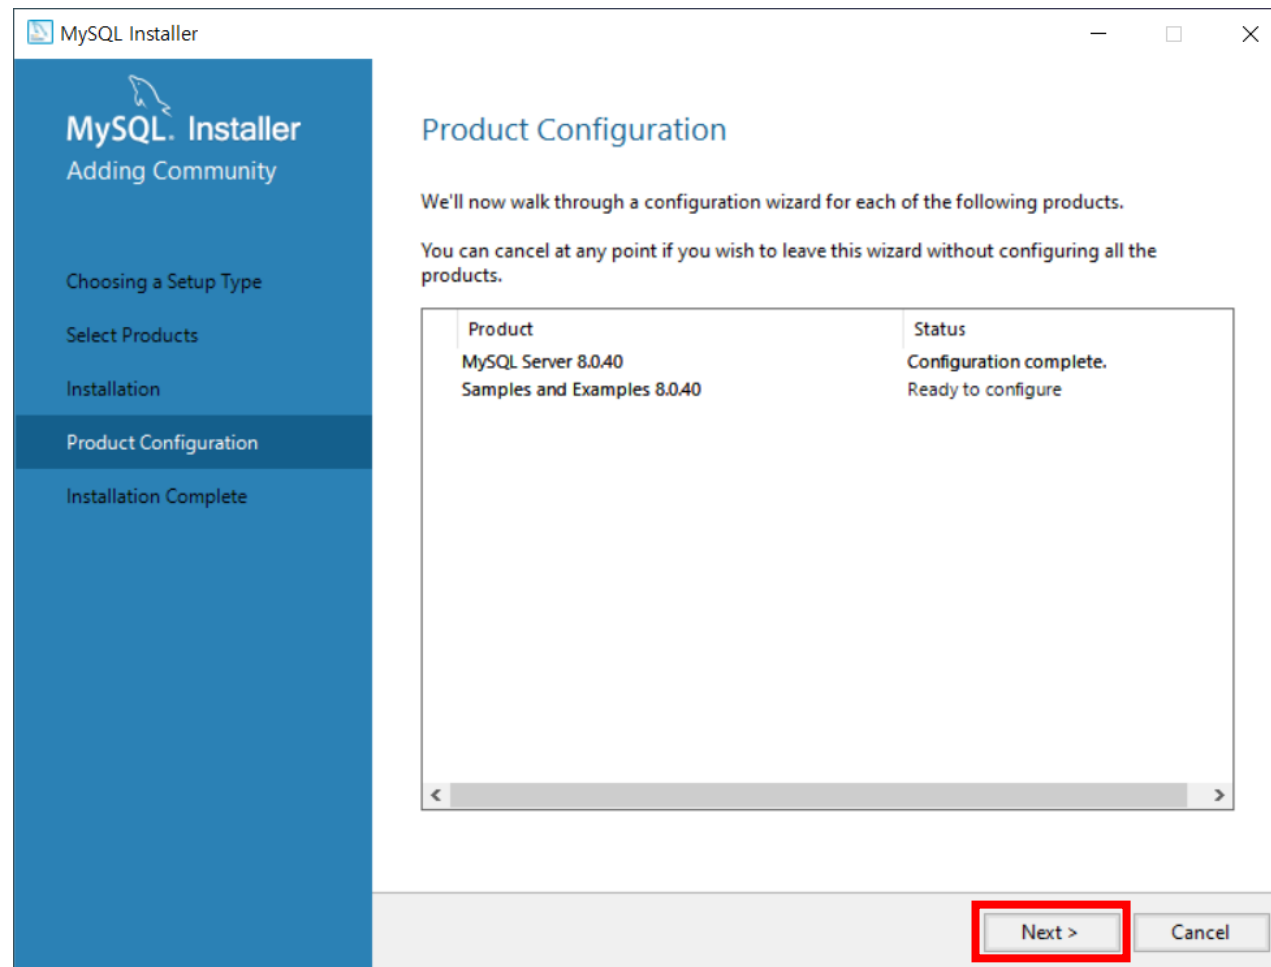 MySQL Installer
MySQL. Installer
Adding Community
Choosing a Setup Type
Select Products
Installation
Product Configuration
Installation Complete
Product Configuration
We'll now walk through a configuration wizard for each of the following products.
You can cancel at any point if you wish to leave this wizard without configuring all the
products.
Product Status
MySQL Server 8.0.40 Configuration complete.
Samples and Examples 8.0.40 Ready to configure
Next > Cancel